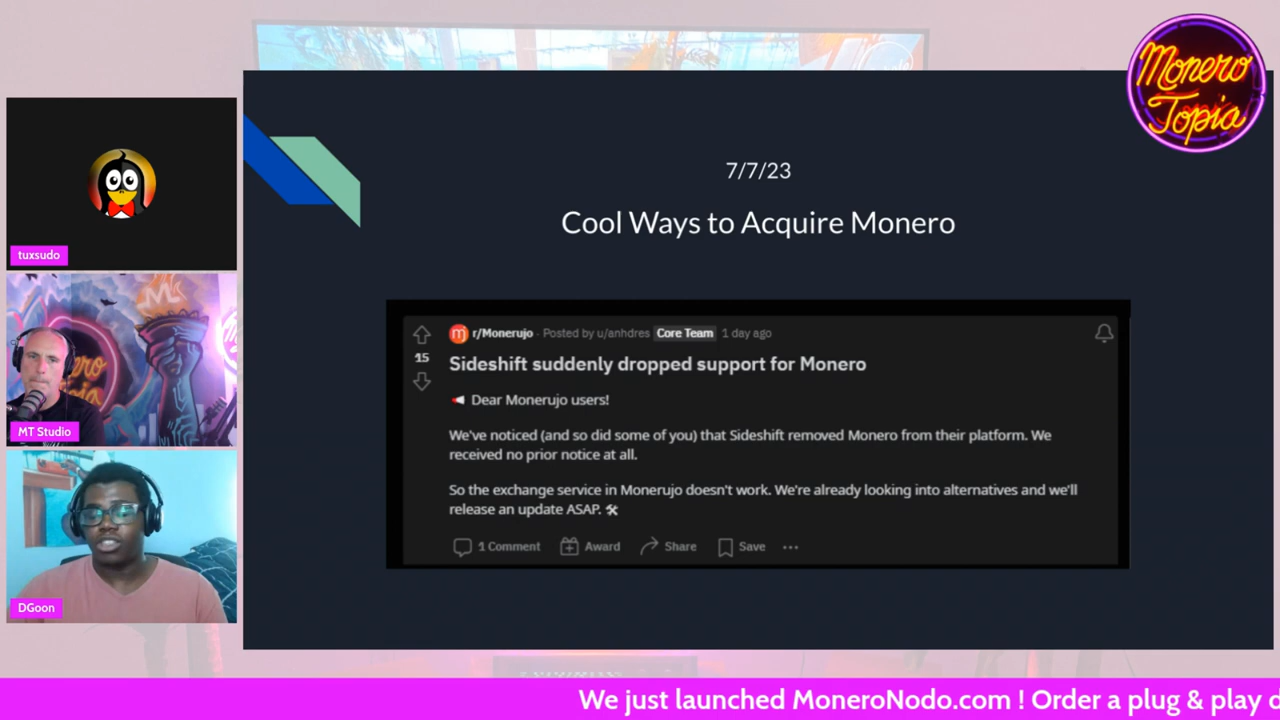 Monero
Topia
7/7/23
Cool Ways to Acquire Monero
tuxsudo
MT Studio
DGoon
r/Monerujo · Posted by u/anhdres Core Team 1 day ago
15
Sideshift suddenly dropped support for Monero
Dear Monerujo users!
We've noticed (and so did some of you) that Sideshift removed Monero from their platform. We
received no prior notice at all.
So the exchange service in Monerujo doesn't work. We're already looking into alternatives and we'll
release an update ASAP.
1 Comment Award Share Save
We just launched MoneroNodo.com ! Order a plug & play